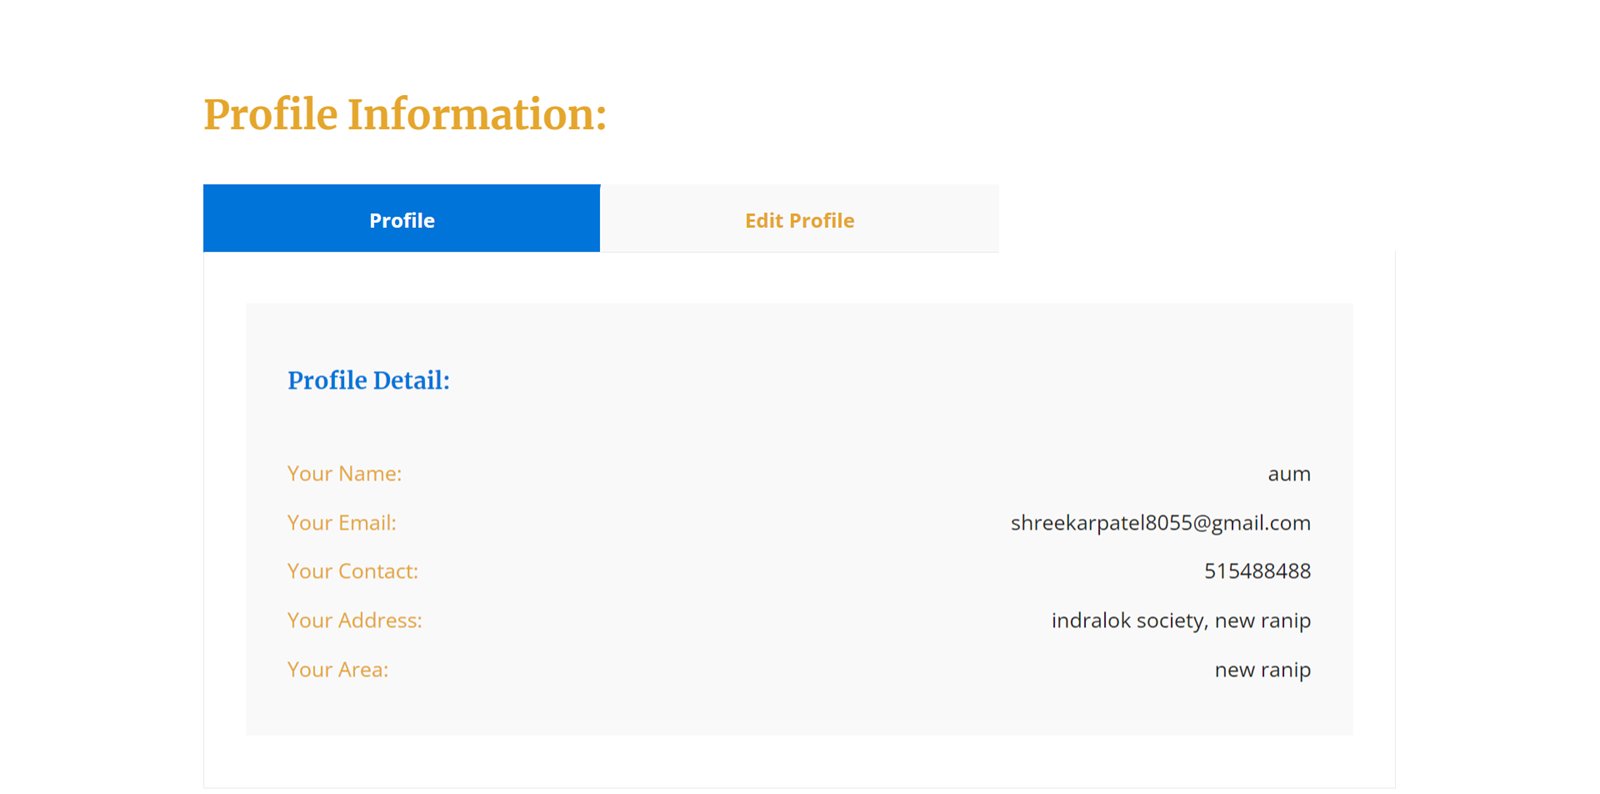 Profile Information:
Profile
Edit Profile
Profile Detail:
Your Name: aum
Your Email: shreekarpatel8055@gmail.com
Your Contact: 515488488
Your Address: indralok society, new ranip
Your Area: new ranip